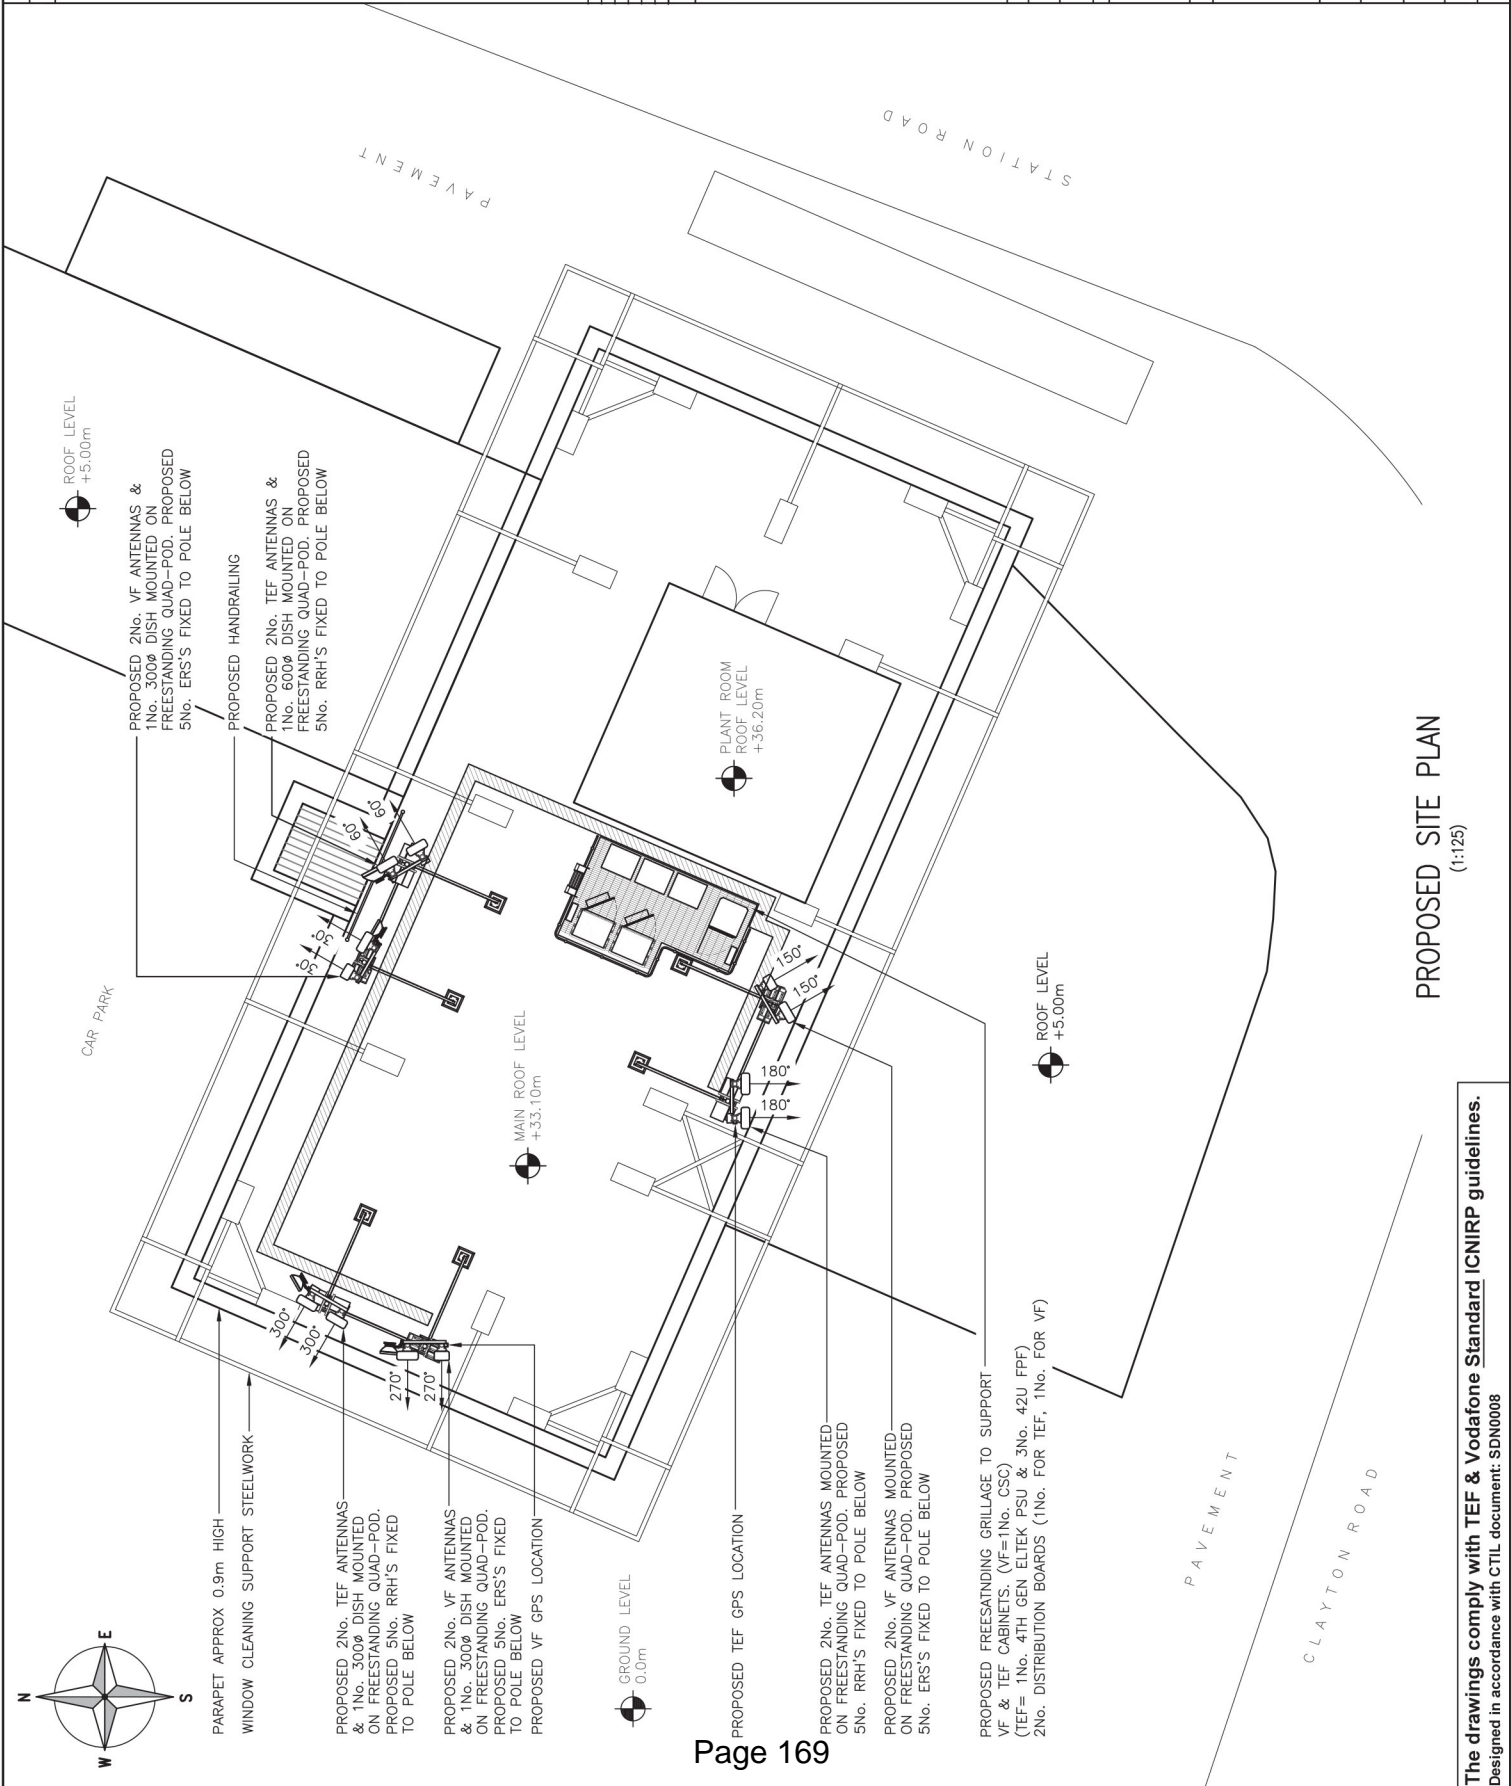 N
E
S
W
PARAPET APPROX 0.9m HIGH
WINDOW CLEANING SUPPORT STEELWORK
PROPOSED 2No. TEF ANTENNAS
& 1No. 300ø DISH MOUNTED
ON FREESTANDING QUAD-POD.
PROPOSED 5No. RRH'S FIXED
TO POLE BELOW
PROPOSED 2No. VF ANTENNAS
& 1No. 300ø DISH MOUNTED
ON FREESTANDING QUAD-POD.
PROPOSED 5No. ERS'S FIXED
TO POLE BELOW
PROPOSED VF GPS LOCATION
GROUND LEVEL
0.0m
PROPOSED TEF GPS LOCATION
PROPOSED 2No. TEF ANTENNAS MOUNTED
ON FREESTANDING QUAD-POD. PROPOSED
5No. RRH'S FIXED TO POLE BELOW
PROPOSED 2No. VF ANTENNAS MOUNTED
ON FREESTANDING QUAD-POD. PROPOSED
5No. ERS'S FIXED TO POLE BELOW
PROPOSED FREESATNDING GRILLAGE TO SUPPORT
VF & TEF CABINETS. (VF=1No. CSC)
(TEF= 1No. 4TH GEN ELTEK PSU & 3No. 42U FPF)
2No. DISTRIBUTION BOARDS (1No. FOR TEF, 1No. FOR VF)
300°
300°
270°
270°
CAR PARK
30°
30°
60°
60°
MAIN ROOF LEVEL
+33.10m
180°
180°
150°
150°
PLANT ROOM
ROOF LEVEL
+36.20m
ROOF LEVEL
+5.00m
PROPOSED 2No. VF ANTENNAS &
1No. 300ø DISH MOUNTED ON
FREESTANDING QUAD-POD. PROPOSED
5No. ERS'S FIXED TO POLE BELOW
PROPOSED HANDRAILING
PROPOSED 2No. TEF ANTENNAS &
1No. 600ø DISH MOUNTED ON
FREESTANDING QUAD-POD. PROPOSED
5No. RRH'S FIXED TO POLE BELOW
ROOF LEVEL
+5.00m
PAVEMENT
STATION ROAD
PAVEMENT
CLAYTON ROAD
PROPOSED SITE PLAN
(1:125)
The drawings comply with TEF & Vodafone Standard ICNIRP guidelines.
Designed in accordance with CTIL document: SDN0008
Page 169